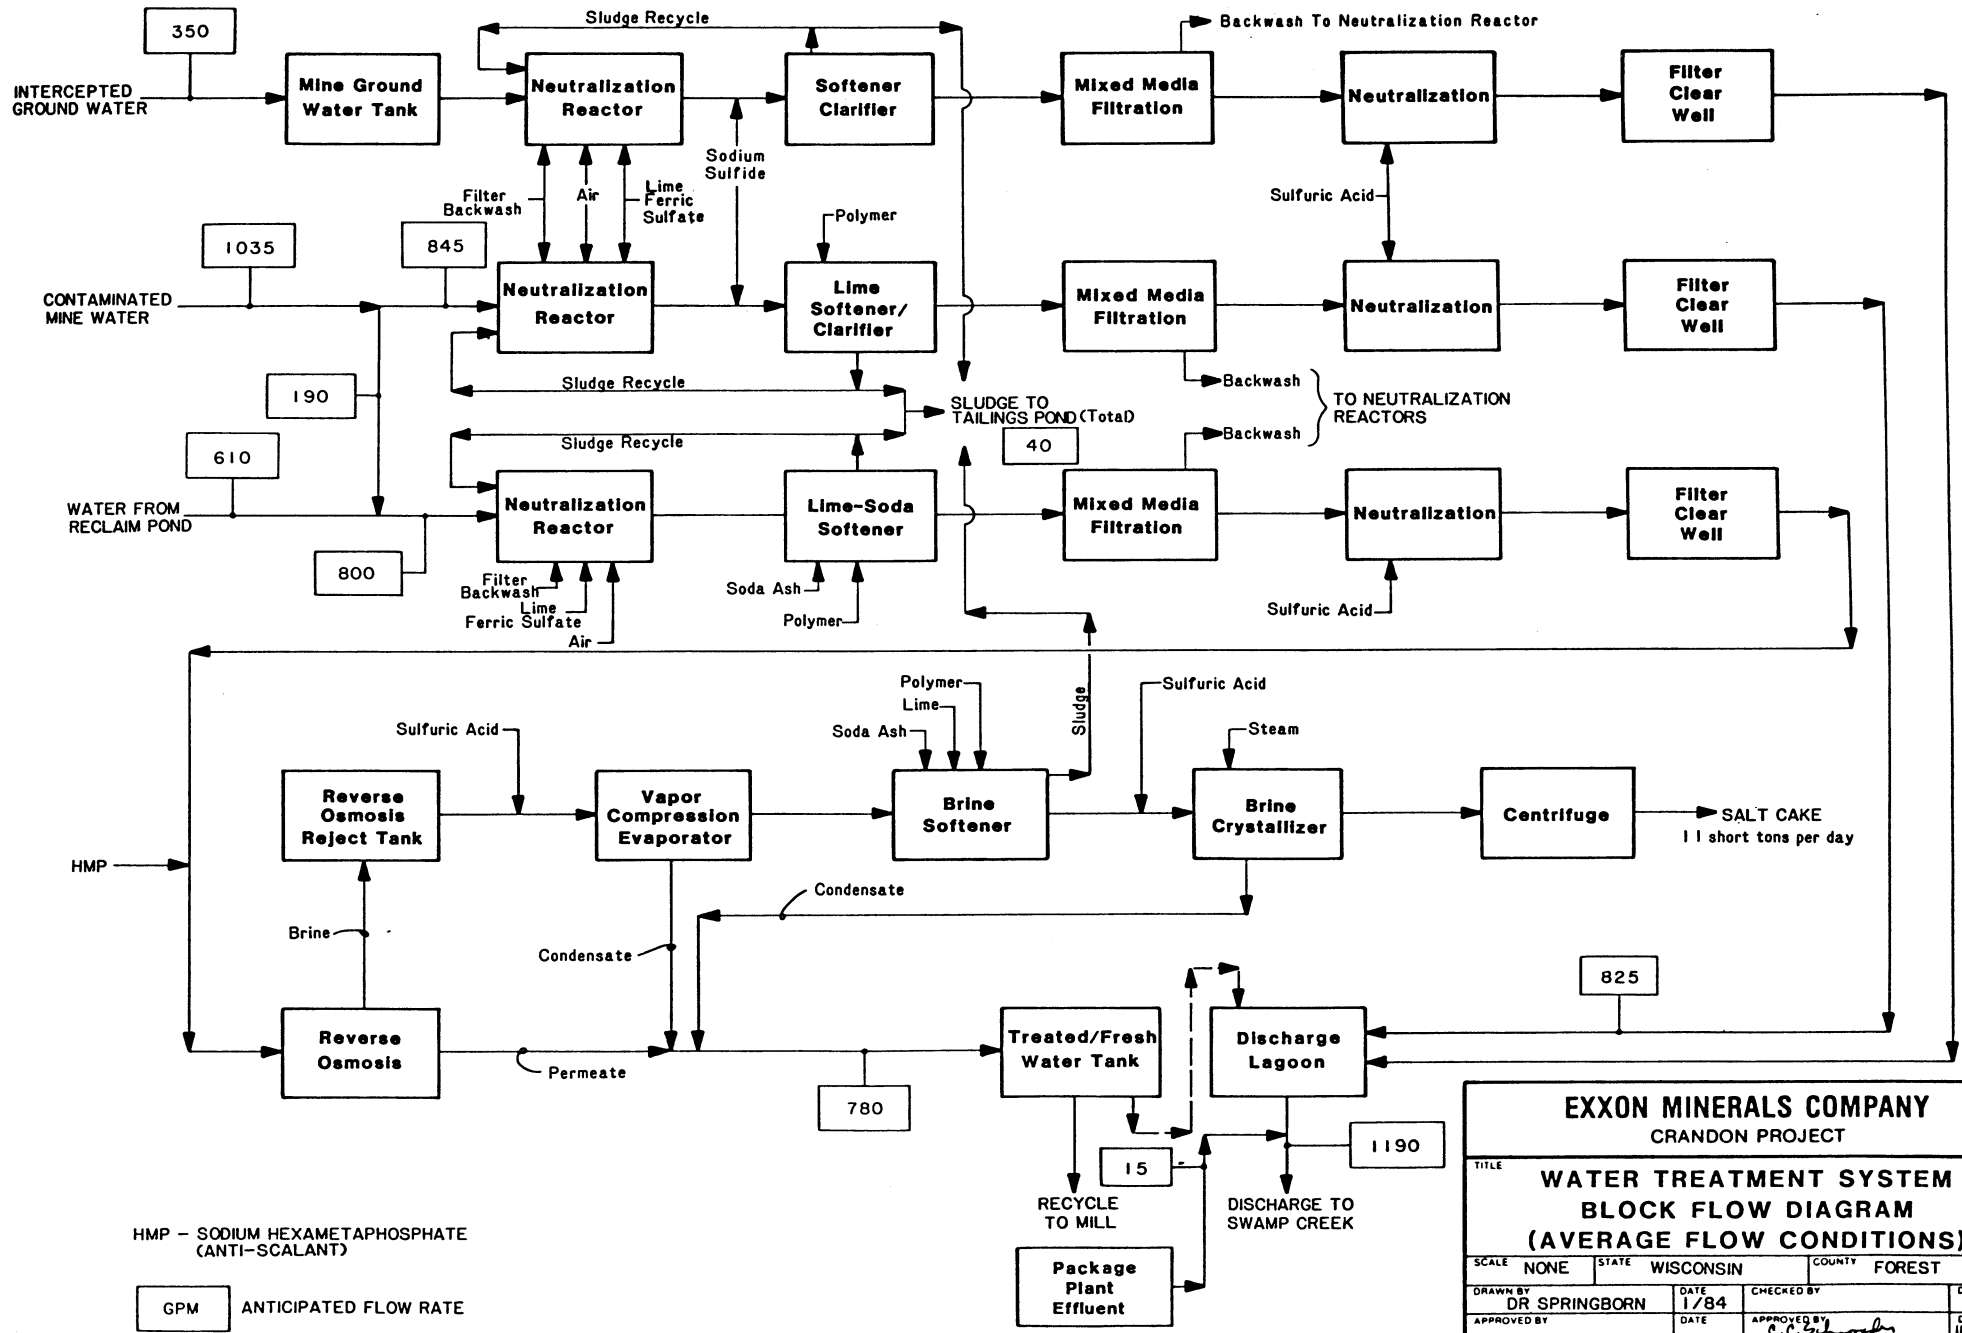 350
Sludge Recycle
Backwash To Neutralization Reactor
INTERCEPTED
GROUND WATER
Mine Ground
Water Tank
Neutralization
Reactor
Softener
Clarifier
Mixed Media
Filtration
Neutralization
Filter
Clear
Well
Sodium
Sulfide
Filter
Backwash
Air
Lime
Ferric
Sulfate
Sulfuric Acid
Polymer
1035
845
CONTAMINATED
MINE WATER
Neutralization
Reactor
Lime
Softener/
Clarifier
Mixed Media
Filtration
Neutralization
Filter
Clear
Well
190
Sludge Recycle
SLUDGE TO
TAILINGS POND (Total)
40
Backwash
Backwash
TO NEUTRALIZATION
REACTORS
Sludge Recycle
610
WATER FROM
RECLAIM POND
Neutralization
Reactor
Lime-Soda
Softener
Mixed Media
Filtration
Neutralization
Filter
Clear
Well
800
Filter
Backwash
Lime
Ferric Sulfate
Air
Soda Ash
Polymer
Sulfuric Acid
Polymer
Lime
Soda Ash
Sludge
Sulfuric Acid
Steam
Sulfuric Acid
Reverse
Osmosis
Reject Tank
Vapor
Compression
Evaporator
Brine
Softener
Brine
Crystallizer
Centrifuge
SALT CAKE
11 short tons per day
HMP
Condensate
Brine
Condensate
825
Reverse
Osmosis
Permeate
780
Treated/Fresh
Water Tank
Discharge
Lagoon
15
1190
RECYCLE
TO MILL
DISCHARGE TO
SWAMP CREEK
Package
Plant
Effluent
HMP - SODIUM HEXAMETAPHOSPHATE
(ANTI-SCALANT)
GPM ANTICIPATED FLOW RATE
EXXON MINERALS COMPANY
CRANDON PROJECT
TITLE
WATER TREATMENT SYSTEM
BLOCK FLOW DIAGRAM
(AVERAGE FLOW CONDITIONS)
SCALE NONE STATE WISCONSIN COUNTY FOREST
DRAWN BY DR SPRINGBORN DATE 1/84 CHECKED BY
APPROVED BY DATE APPROVED BY